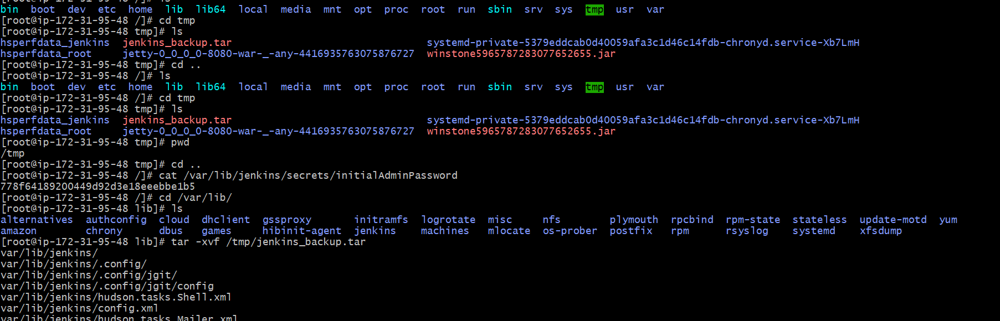 bin boot dev etc home lib lib64 local media mnt opt proc root run sbin srv sys tmp usr var
[root@ip-172-31-95-48 /]# cd tmp
[root@ip-172-31-95-48 tmp]# ls
hsperfdata_jenkins jenkins_backup.tar systemd-private-5379eddcab0d40059afa3c1d46c14fdb-chronyd.service-Xb7LmH
hsperfdata_root jetty-0_0_0_0-8080-war-_-any-4416935763075876727 winstone5965787283077652655.jar
[root@ip-172-31-95-48 tmp]# cd ..
[root@ip-172-31-95-48 /]# ls
bin boot dev etc home lib lib64 local media mnt opt proc root run sbin srv sys tmp usr var
[root@ip-172-31-95-48 /]# cd tmp
[root@ip-172-31-95-48 tmp]# ls
hsperfdata_jenkins jenkins_backup.tar systemd-private-5379eddcab0d40059afa3c1d46c14fdb-chronyd.service-Xb7LmH
hsperfdata_root jetty-0_0_0_0-8080-war-_-any-4416935763075876727 winstone5965787283077652655.jar
[root@ip-172-31-95-48 tmp]# pwd
/tmp
[root@ip-172-31-95-48 tmp]# cd ..
[root@ip-172-31-95-48 /]# cat /var/lib/jenkins/secrets/initialAdminPassword
778f64189200449d92d3e18eeebbe1b5
[root@ip-172-31-95-48 /]# cd /var/lib/
[root@ip-172-31-95-48 lib]# ls
alternatives authconfig cloud dhclient gssproxy initramfs logrotate misc nfs plymouth rpcbind rpm-state stateless update-motd yum
amazon chrony dbus games hibinit-agent jenkins machines mlocate os-prober postfix rpm rsyslog systemd xfsdump
[root@ip-172-31-95-48 lib]# tar -xvf /tmp/jenkins_backup.tar
var/lib/jenkins/
var/lib/jenkins/.config/
var/lib/jenkins/.config/jgit/
var/lib/jenkins/.config/jgit/config
var/lib/jenkins/hudson.tasks.Shell.xml
var/lib/jenkins/config.xml
var/lib/jenkins/hudson.tasks.Mailer.xml